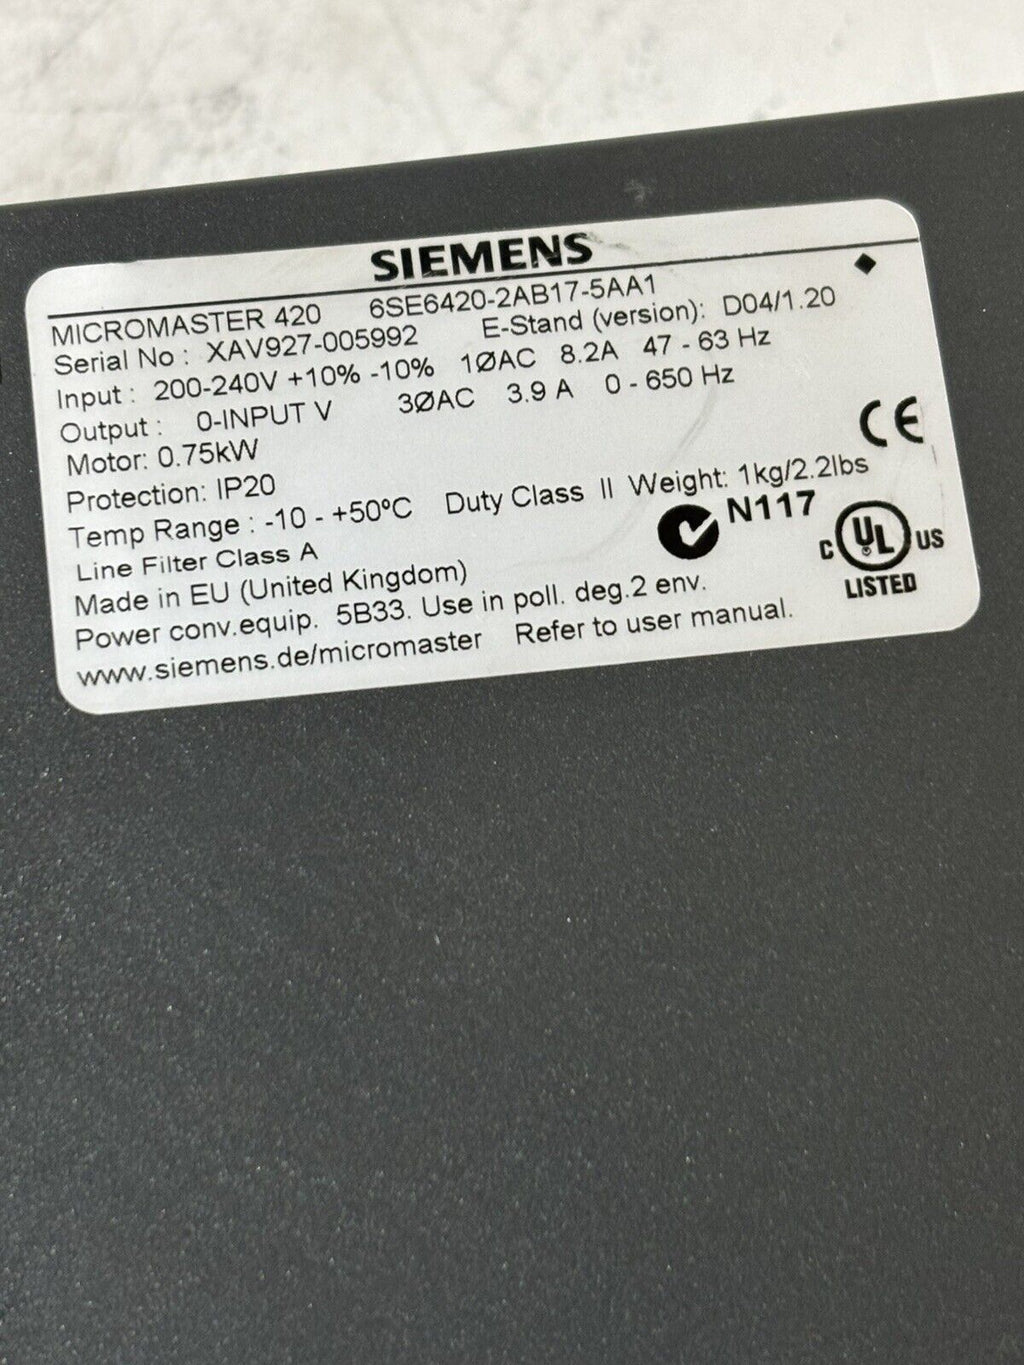 SIEMENS
MICROMASTER 420 6SE6420-2AB17-5AA1
Serial No : XAV927-005992 E-Stand (version): D04/1.20
Input : 200-240V +10% -10% 1ØAC 8.2A 47 - 63 Hz
Output : 0-INPUT V 3ØAC 3.9 A 0 - 650 Hz
Motor: 0.75kW
Protection: IP20
Temp Range : -10 - +50ºC Duty Class II Weight: 1kg/2.2lbs
Line Filter Class A
Made in EU (United Kingdom)
Power conv.equip. 5B33. Use in poll. deg.2 env.
www.siemens.de/micromaster Refer to user manual.
CE
N117
C UL US
LISTED